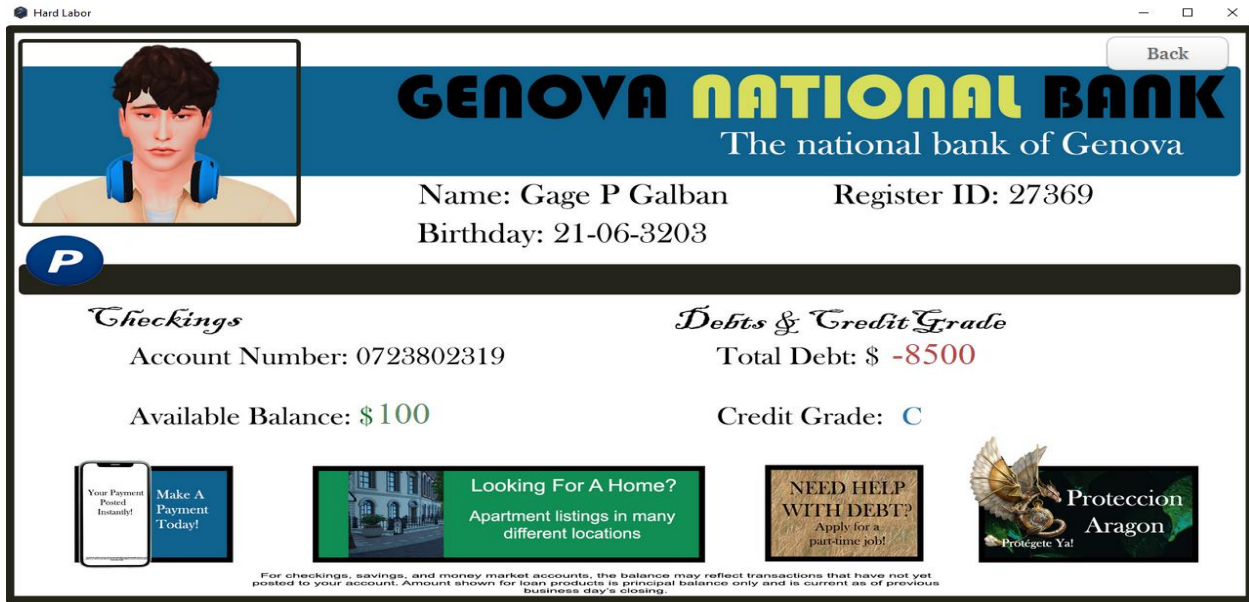 Hard Labor
Back
GENOVA NATIONAL BANK
The national bank of Genova
Name: Gage P Galban
Register ID: 27369
Birthday: 21-06-3203
P
Checkings
Debts & Credit Grade
Account Number: 0723802319
Total Debt: $ -8500
Available Balance: $100
Credit Grade: C
Your Payment
Posted
Instantly!
Make A
Payment
Today!
Looking For A Home?
Apartment listings in many
different locations
NEED HELP
WITH DEBT?
Apply for a
part-time job!
Proteccion
Aragon
Protégete Ya!
For checkings, savings, and money market accounts, the balance may reflect transactions that have not yet
posted to your account. Amount shown for loan products is principal balance only and is current as of previous
business day's closing.